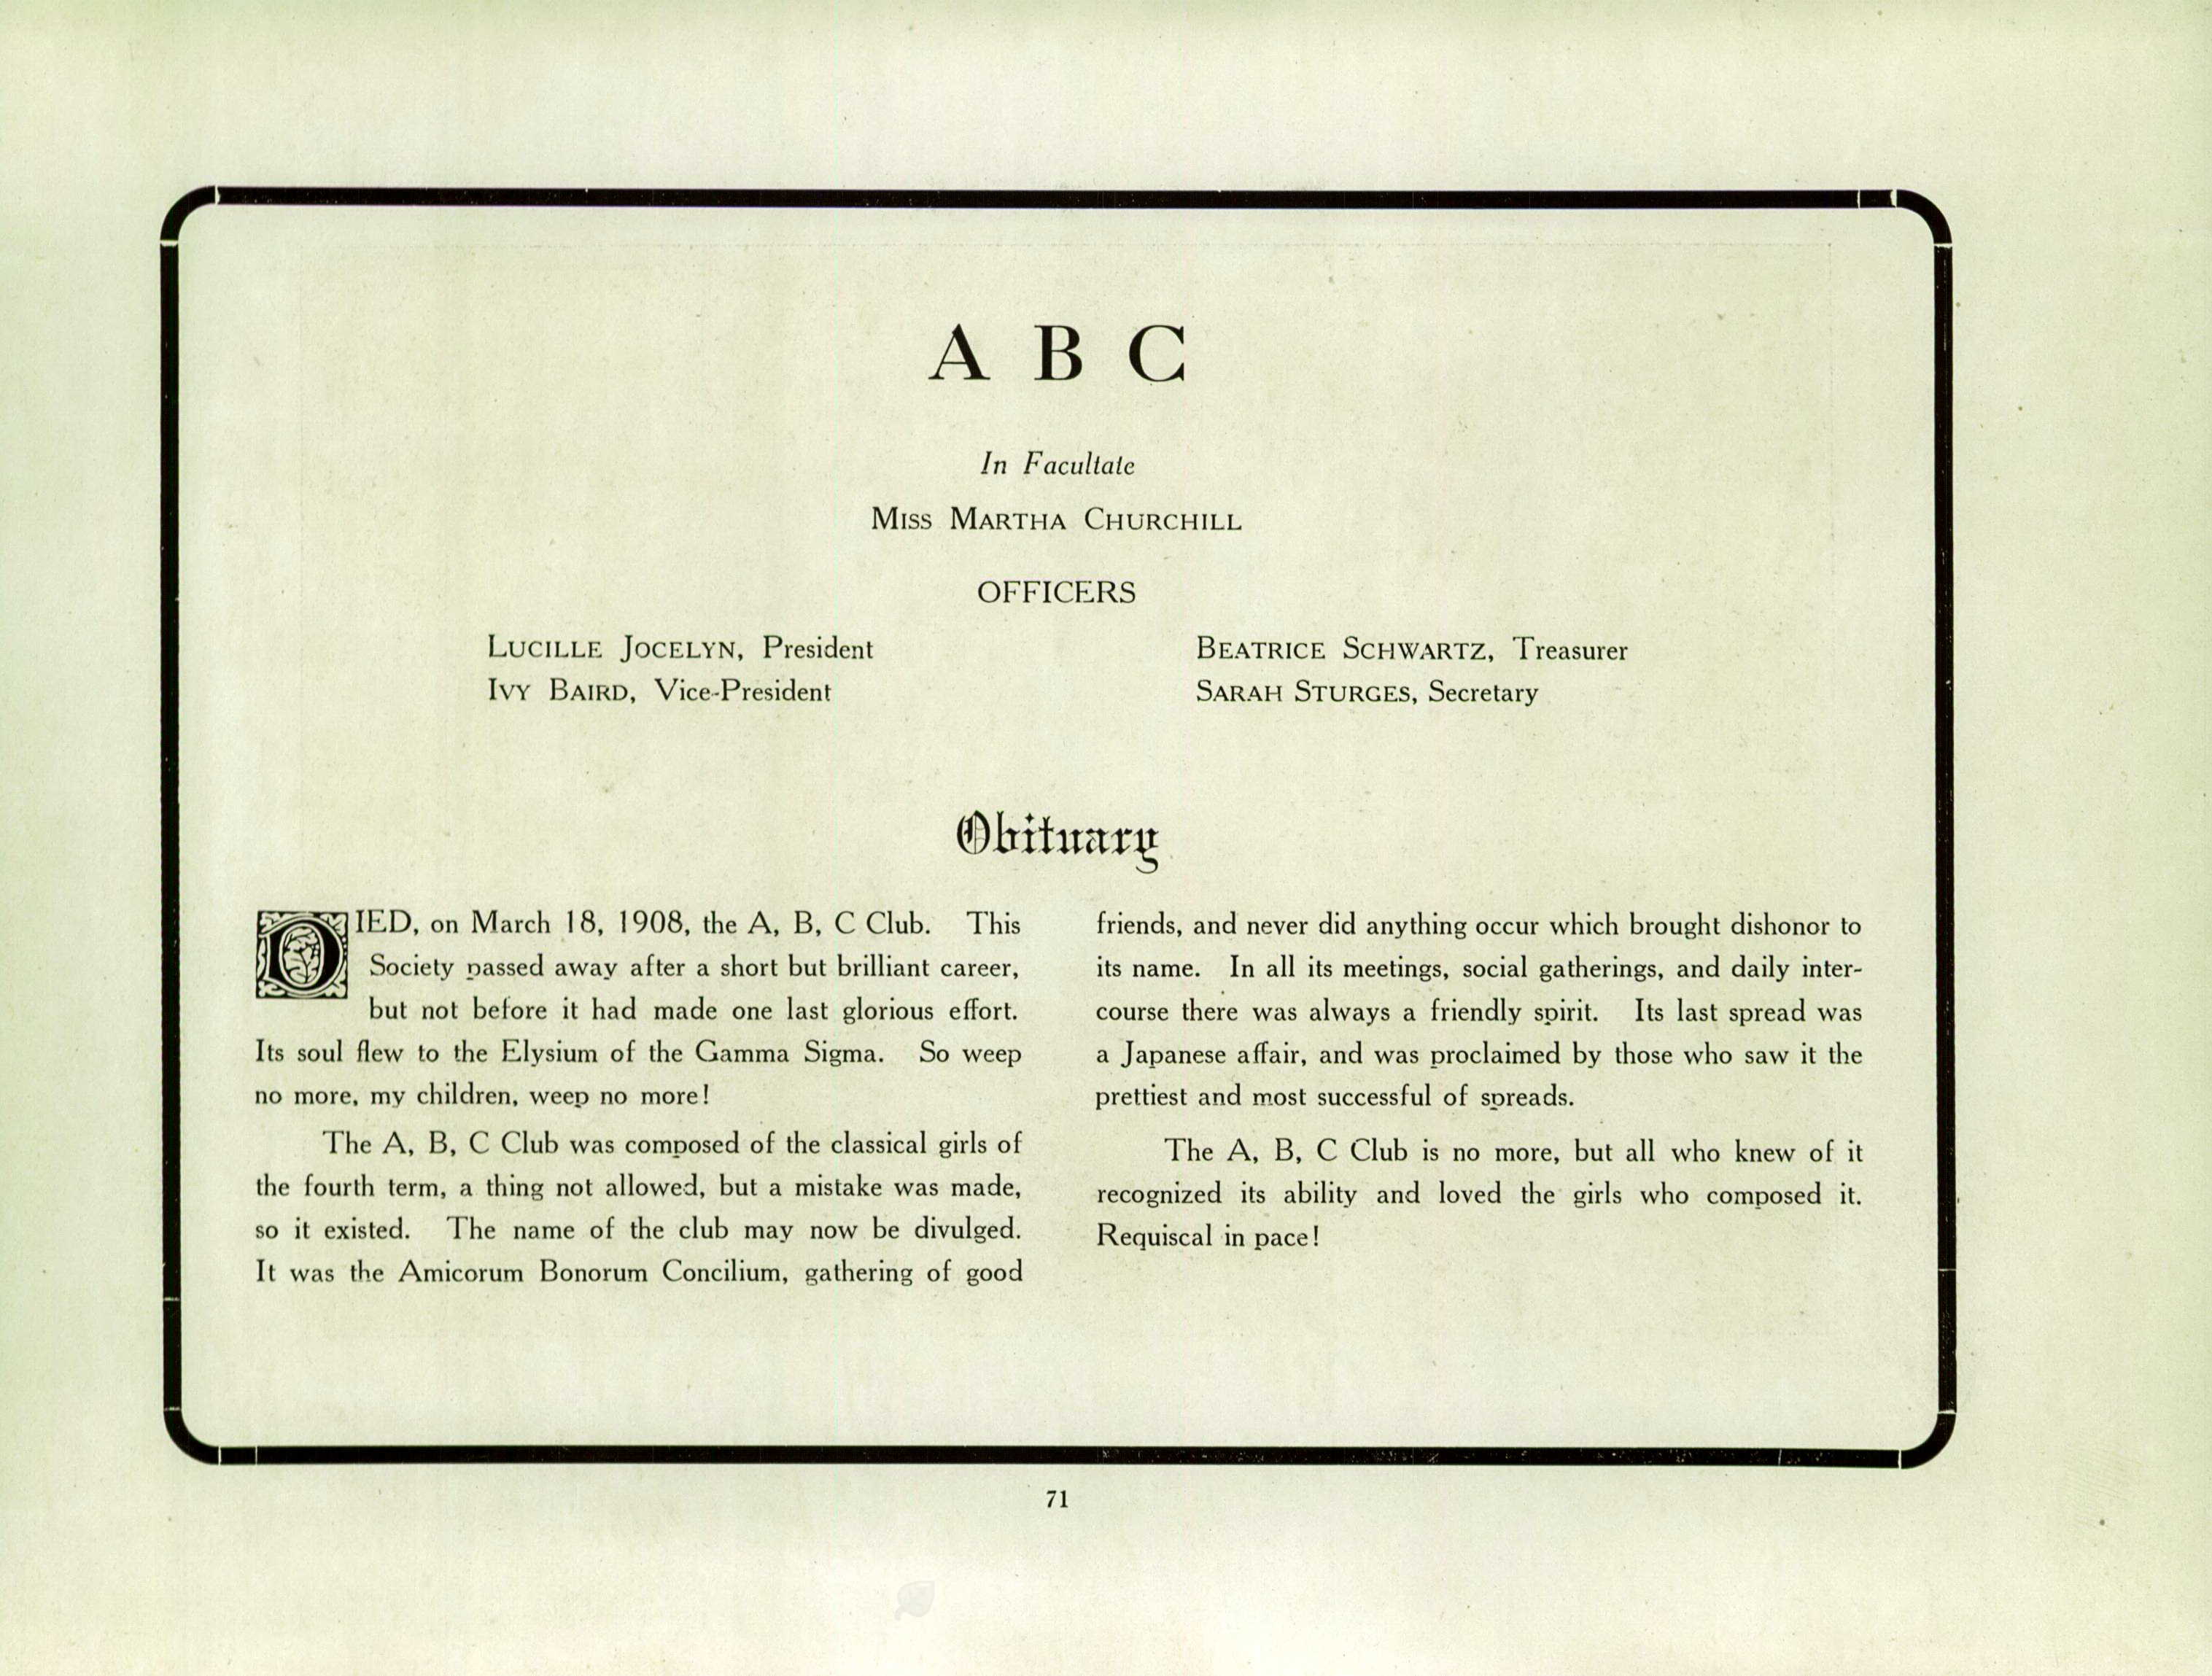 A B C
In Facultate
MISS MARTHA CHURCHILL
OFFICERS
LUCILLE JOCELYN, President
IVY BAIRD, Vice-President
BEATRICE SCHWARTZ, Treasurer
SARAH STURGES, Secretary
Obituary
DIED, on March 18, 1908, the A, B, C Club. This
Society passed away after a short but brilliant career,
but not before it had made one last glorious effort.
Its soul flew to the Elysium of the Gamma Sigma. So weep
no more, my children, weep no more!
The A, B, C Club was composed of the classical girls of
the fourth term, a thing not allowed, but a mistake was made,
so it existed. The name of the club may now be divulged.
It was the Amicorum Bonorum Concilium, gathering of good
friends, and never did anything occur which brought dishonor to
its name. In all its meetings, social gatherings, and daily inter-
course there was always a friendly spirit. Its last spread was
a Japanese affair, and was proclaimed by those who saw it the
prettiest and most successful of spreads.
The A, B, C Club is no more, but all who knew of it
recognized its ability and loved the girls who composed it.
Requiscal in pace!
71